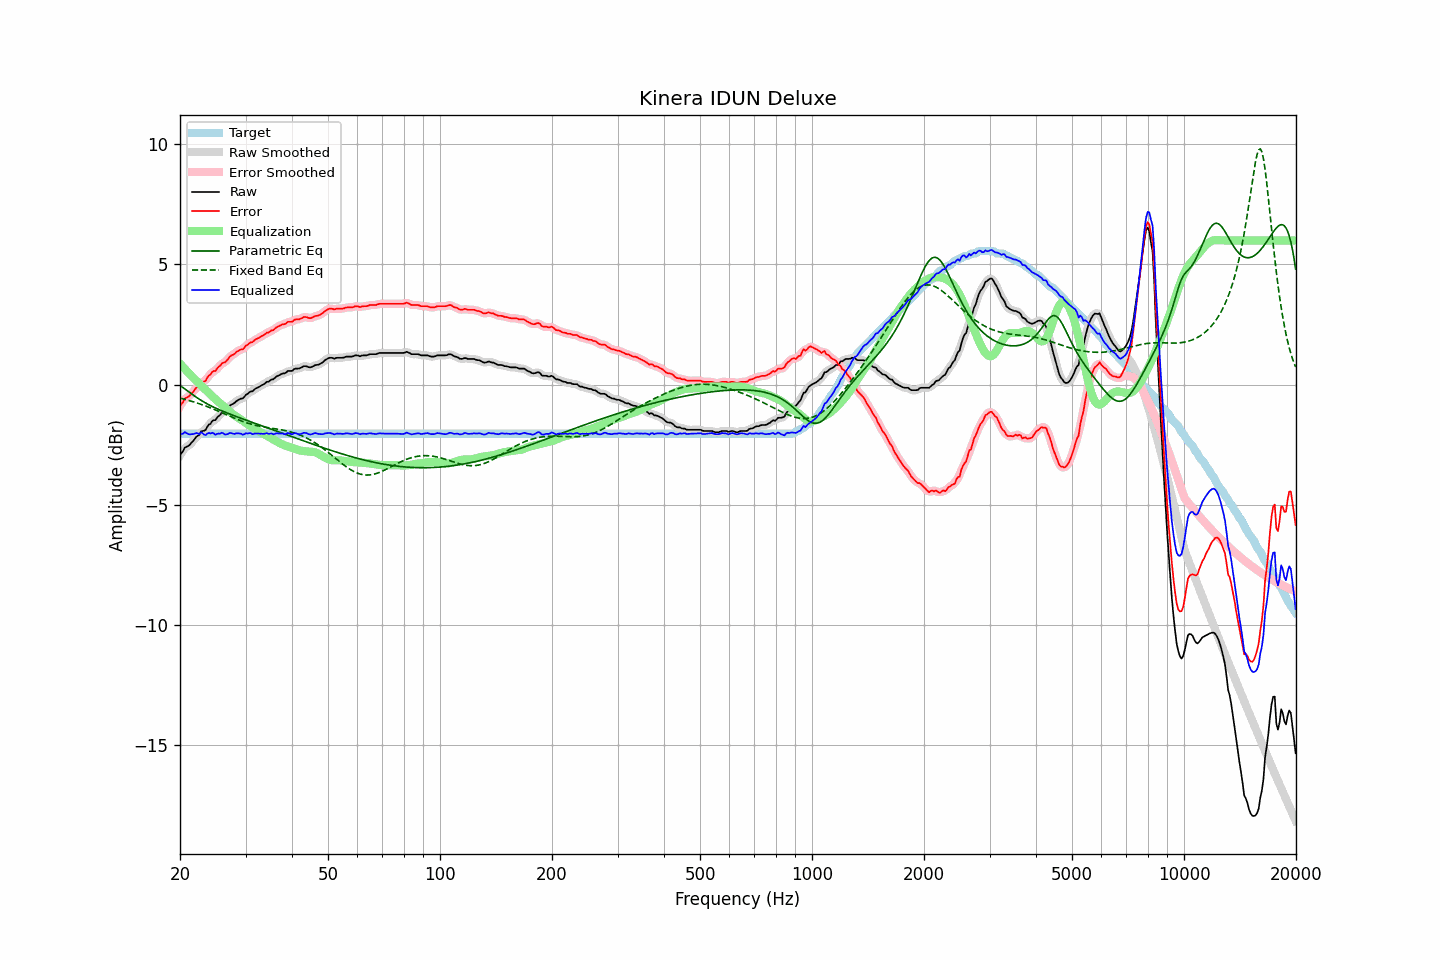 Kinera IDUN Deluxe
Target
Raw Smoothed
Error Smoothed
Raw
Error
Equalization
Parametric Eq
Fixed Band Eq
Equalized
10
5
0
−5
−10
−15
Amplitude (dBr)
20 50 100 200 500 1000 2000 5000 10000 20000
Frequency (Hz)